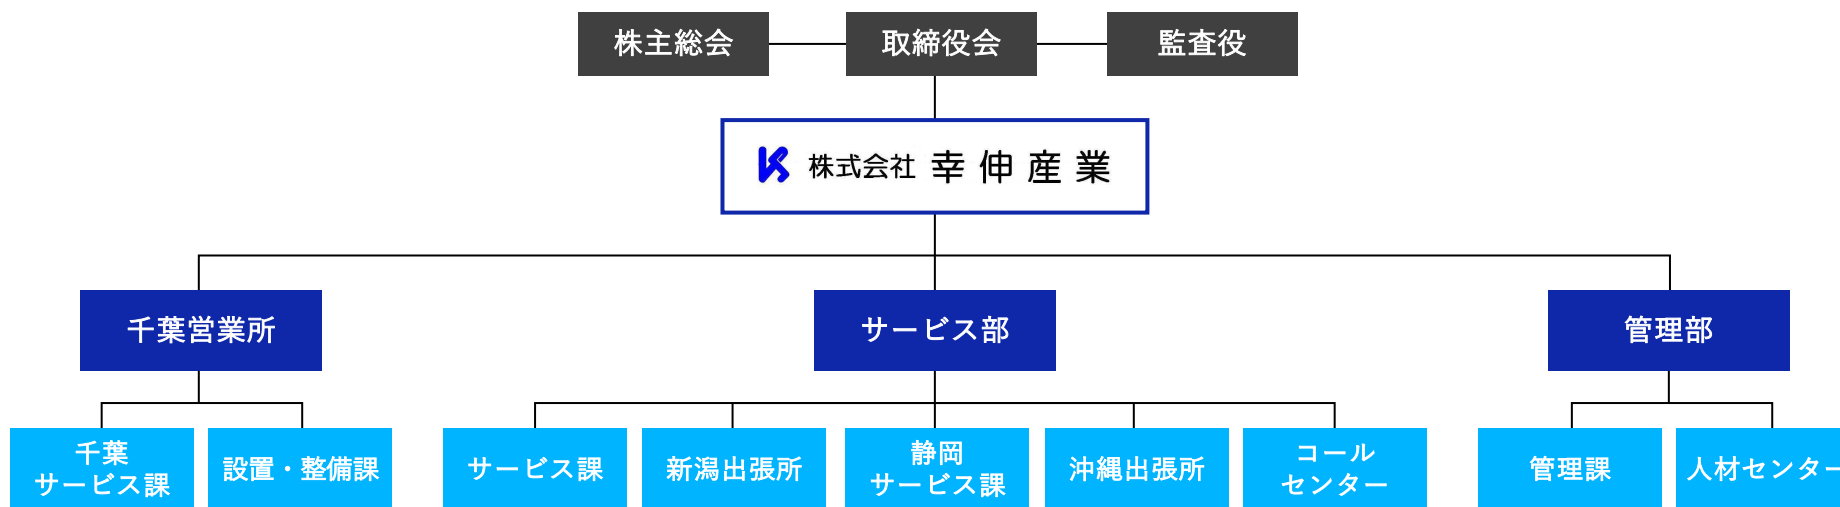 株主総会
取締役会
監査役
株式会社 幸伸産業
千葉営業所
サービス部
管理部
千葉
サービス課
設置・整備課
サービス課
新潟出張所
静岡
サービス課
沖縄出張所
コール
センター
管理課
人材センター